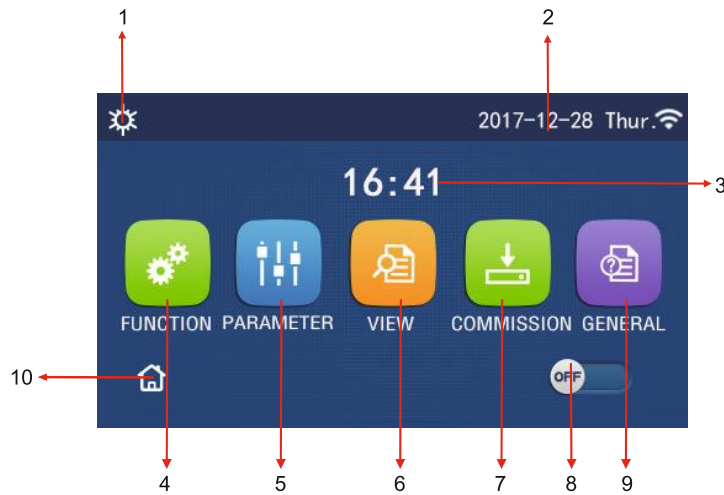 1 2
2017-12-28 Thur.
16:41 3
FUNCTION PARAMETER VIEW COMMISSION GENERAL
10 OFF
4 5 6 7 8 9